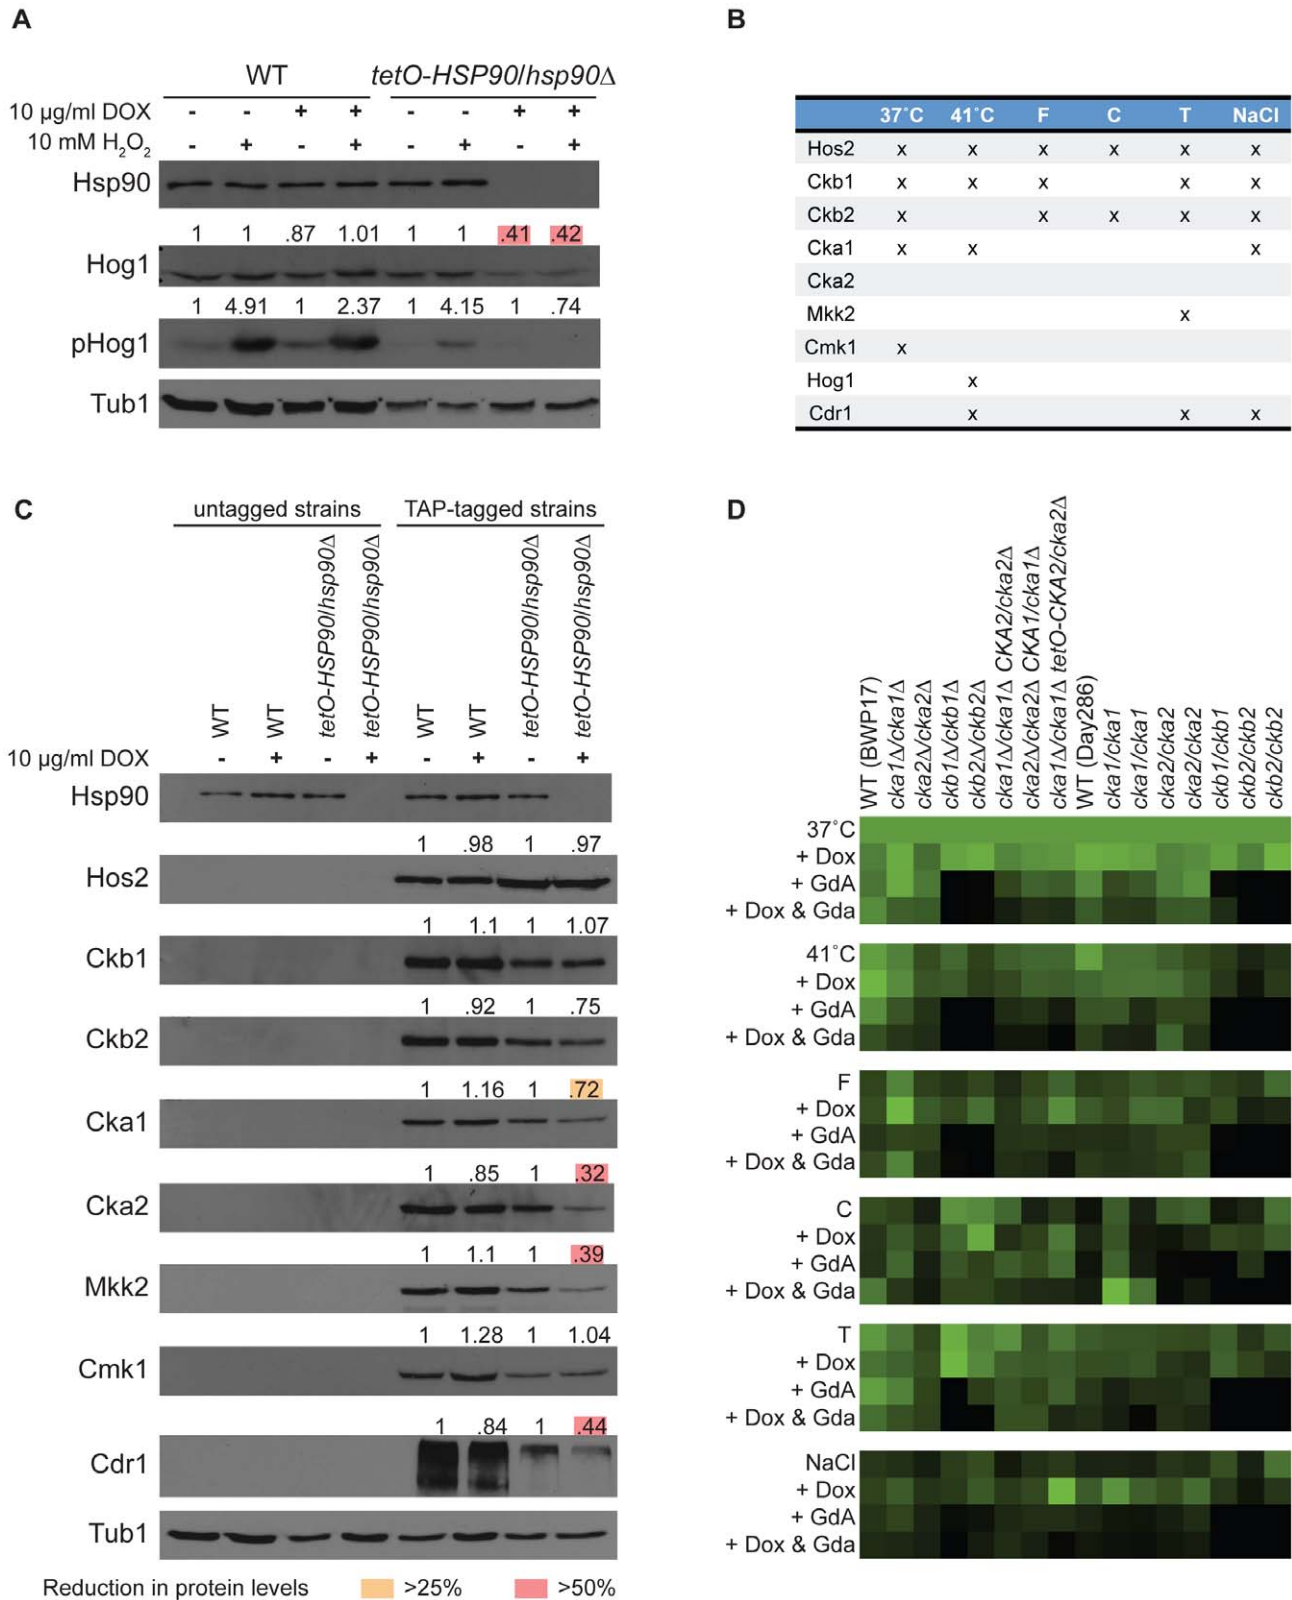 A
WT tetO-HSP90/hsp90Δ
10 µg/ml DOX - - + + - - + +
10 mM H₂O₂ - + - + - + - +
Hsp90
1 1 .87 1.01 1 1 .41 .42
Hog1
1 4.91 1 2.37 1 4.15 1 .74
pHog1
Tub1
B
37˚C 41˚C F C T NaCl
Hos2 x x x x x x
Ckb1 x x x x x
Ckb2 x x x x x
Cka1 x x x
Cka2
Mkk2 x
Cmk1 x
Hog1 x
Cdr1 x x x
C
untagged strains TAP-tagged strains
WT WT tetO-HSP90/hsp90Δ tetO-HSP90/hsp90Δ WT WT tetO-HSP90/hsp90Δ tetO-HSP90/hsp90Δ
10 µg/ml DOX - + - + - + - +
Hsp90
1 .98 1 .97
Hos2
1 1.1 1 1.07
Ckb1
1 .92 1 .75
Ckb2
1 1.16 1 .72
Cka1
1 .85 1 .32
Cka2
1 1.1 1 .39
Mkk2
1 1.28 1 1.04
Cmk1
1 .84 1 .44
Cdr1
Tub1
Reduction in protein levels >25% >50%
D
WT (BWP17)
cka1Δ/cka1Δ
cka2Δ/cka2Δ
ckb1Δ/ckb1Δ
ckb2Δ/ckb2Δ
cka1Δ/cka1Δ CKA2/cka2Δ
cka2Δ/cka2Δ CKA1/cka1Δ
cka1Δ/cka1Δ tetO-CKA2/cka2Δ
WT (Day286)
cka1/cka1
cka1/cka1
cka2/cka2
cka2/cka2
ckb1/ckb1
ckb2/ckb2
ckb2/ckb2
37˚C
+ Dox
+ GdA
+ Dox & Gda
41˚C
+ Dox
+ GdA
+ Dox & Gda
F
+ Dox
+ GdA
+ Dox & Gda
C
+ Dox
+ GdA
+ Dox & Gda
T
+ Dox
+ GdA
+ Dox & Gda
NaCl
+ Dox
+ GdA
+ Dox & Gda